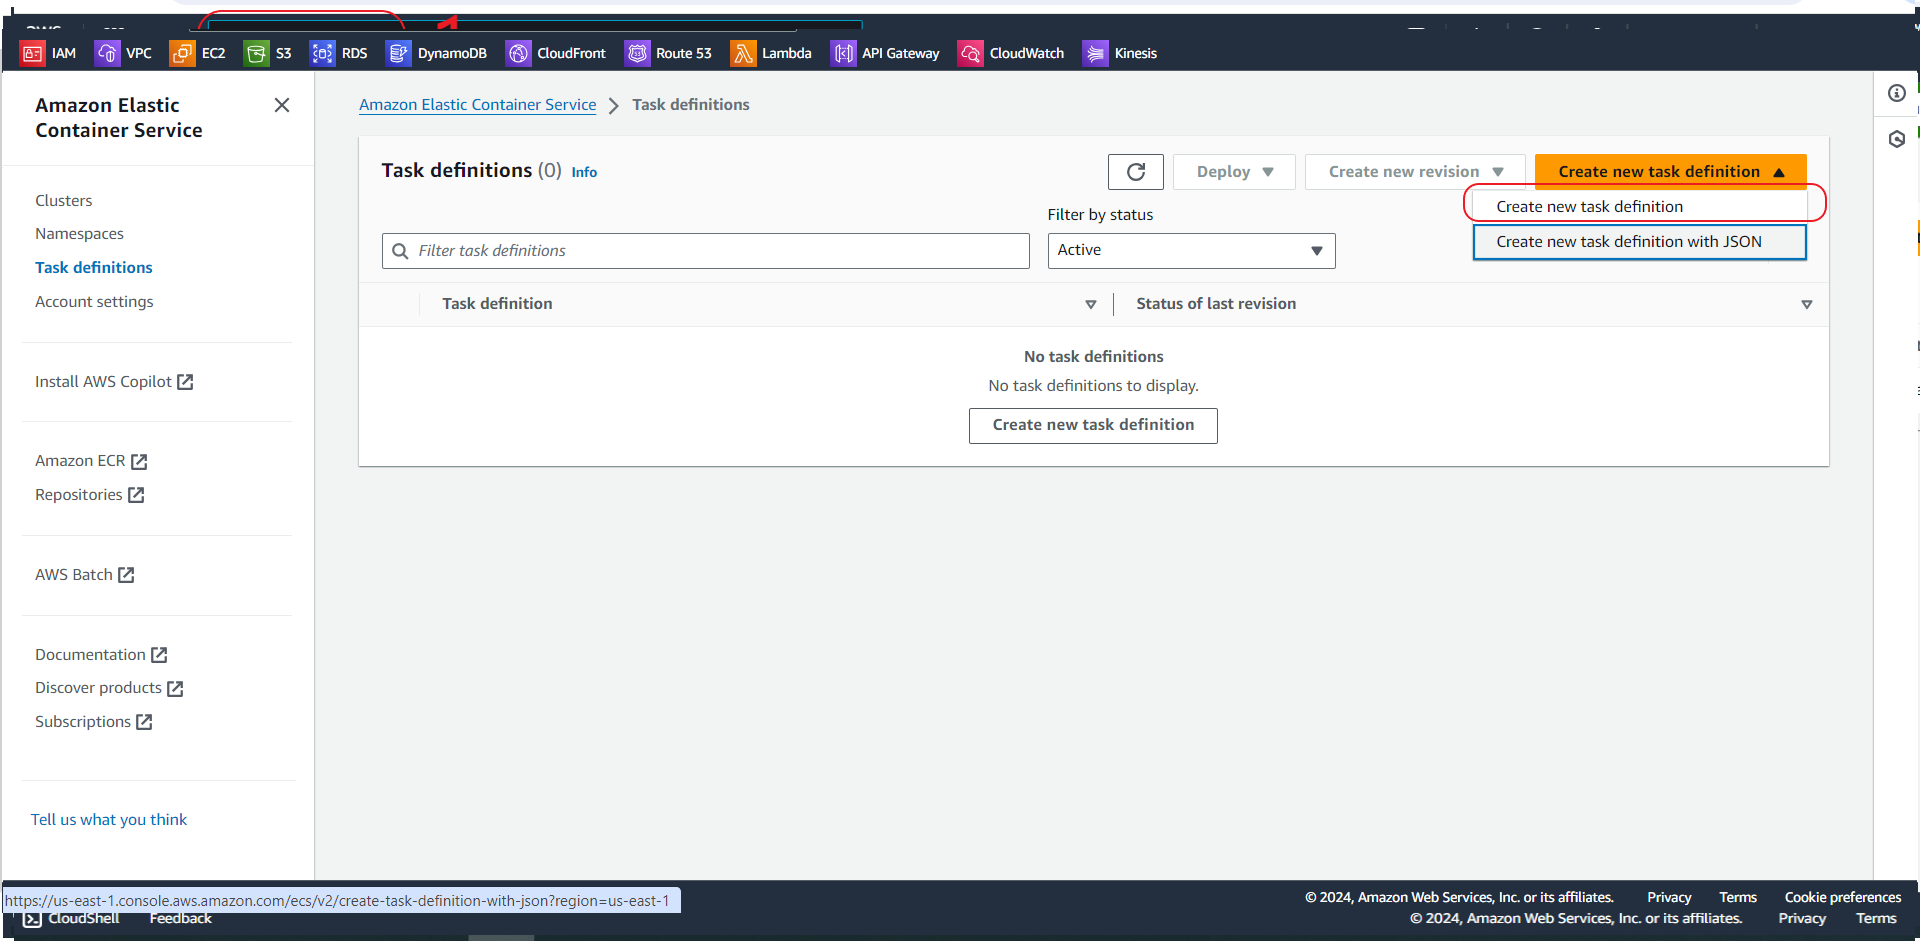 1
IAM VPC EC2 S3 RDS DynamoDB CloudFront Route 53 Lambda API Gateway CloudWatch Kinesis
Amazon Elastic
Container Service
Clusters
Namespaces
Task definitions
Account settings
Install AWS Copilot
Amazon ECR
Repositories
AWS Batch
Documentation
Discover products
Subscriptions
Tell us what you think
Amazon Elastic Container Service > Task definitions
Task definitions (0) Info
Deploy
Create new revision
Create new task definition
Create new task definition
Create new task definition with JSON
Filter by status
Filter task definitions
Active
Task definition
Status of last revision
No task definitions
No task definitions to display.
Create new task definition
https://us-east-1.console.aws.amazon.com/ecs/v2/create-task-definition-with-json?region=us-east-1
© 2024, Amazon Web Services, Inc. or its affiliates. Privacy Terms Cookie preferences
CloudShell Feedback © 2024, Amazon Web Services, Inc. or its affiliates. Privacy Terms